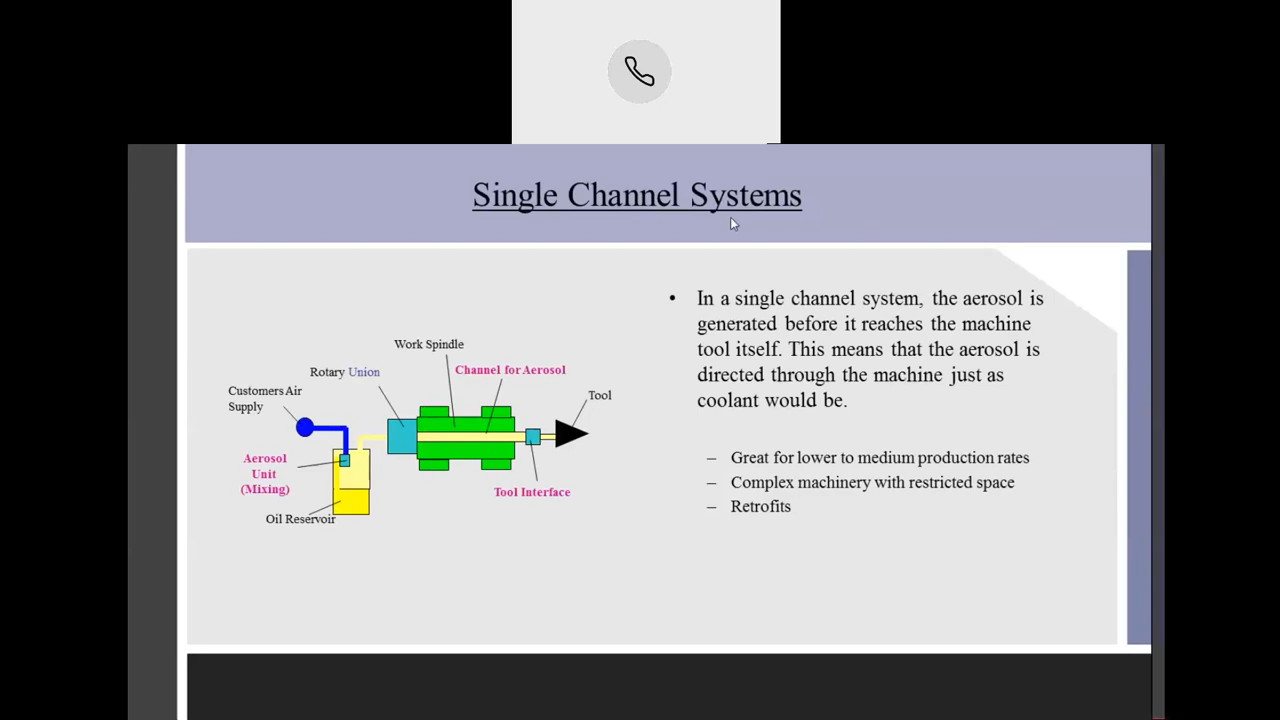 Single Channel Systems
Work Spindle
Rotary Union
Channel for Aerosol
Customers Air
Supply
Tool
Aerosol
Unit
(Mixing)
Tool Interface
Oil Reservoir
• In a single channel system, the aerosol is
generated before it reaches the machine
tool itself. This means that the aerosol is
directed through the machine just as
coolant would be.
– Great for lower to medium production rates
– Complex machinery with restricted space
– Retrofits